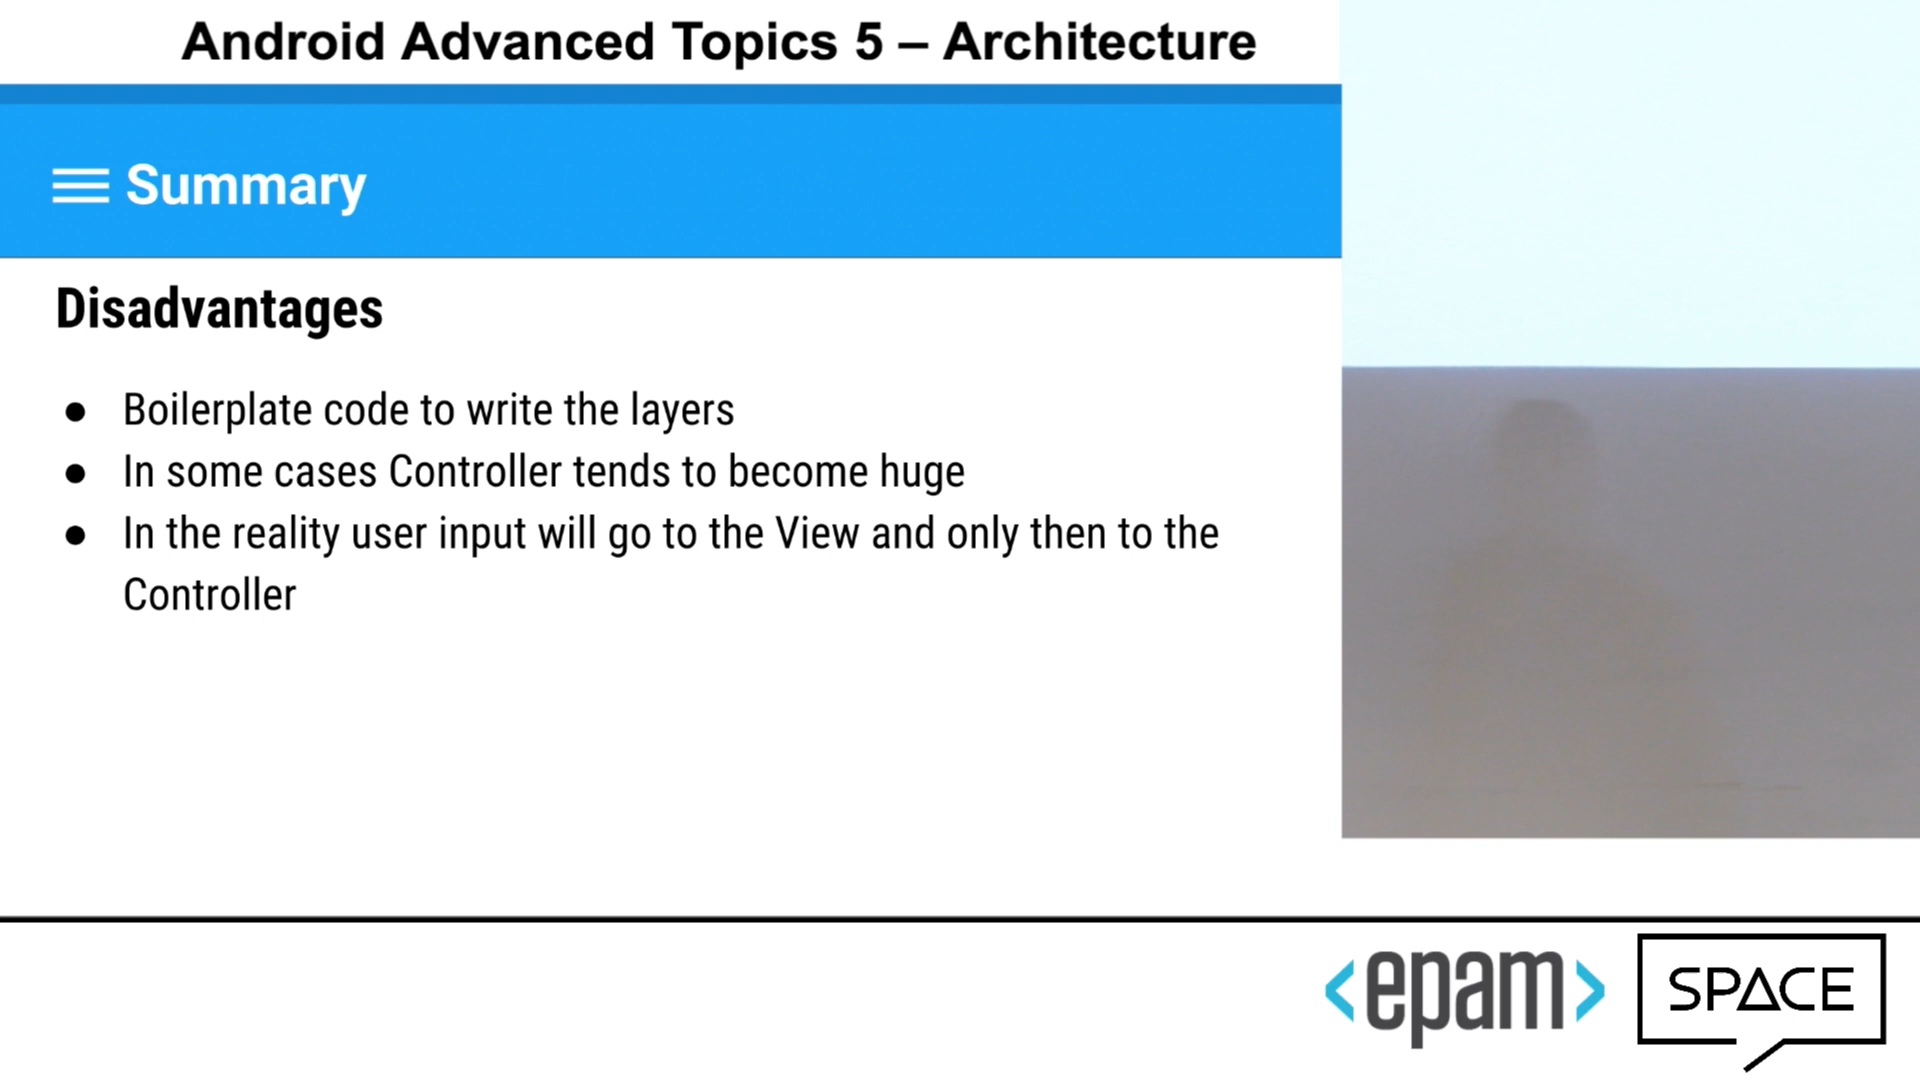 Android Advanced Topics 5 – Architecture
Summary
Disadvantages
● Boilerplate code to write the layers
● In some cases Controller tends to become huge
● In the reality user input will go to the View and only then to the
Controller
<epam>
SPACE